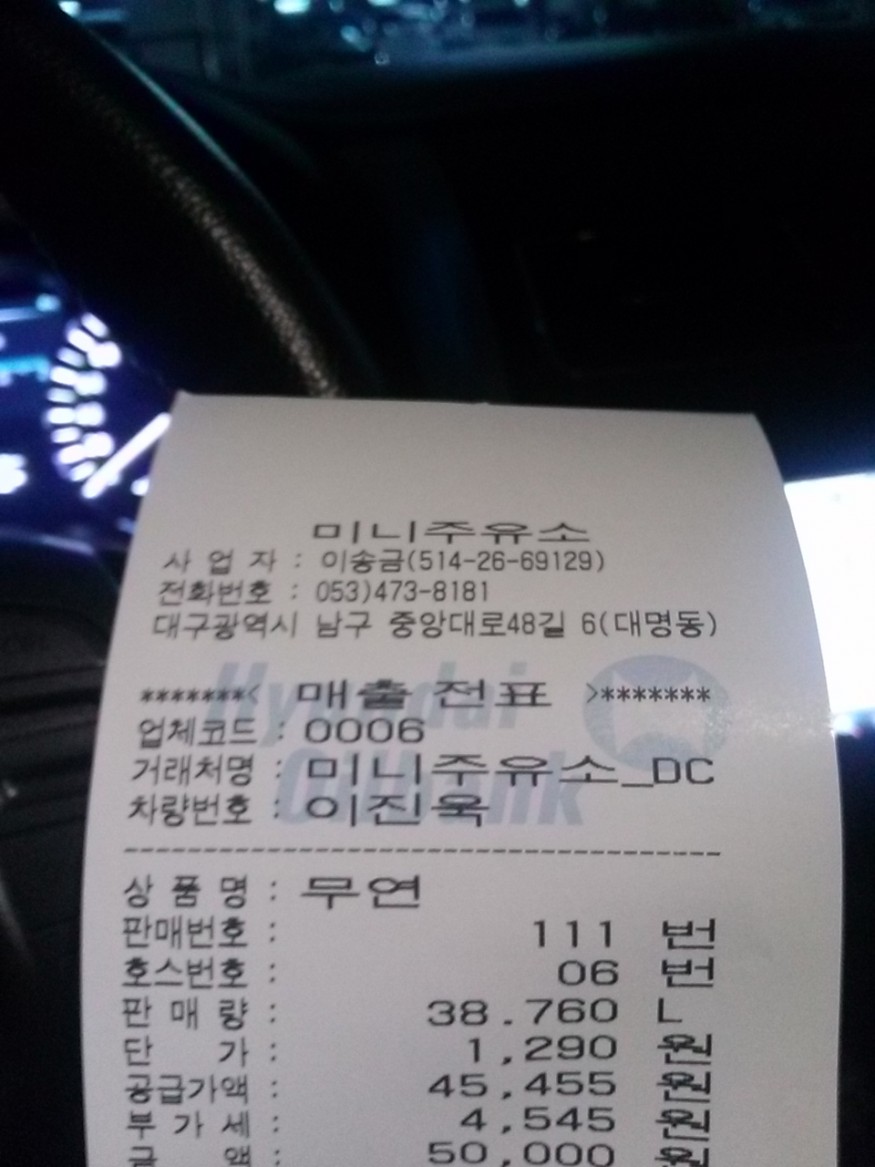 미니주유소
사 업 자 : 이송금(514-26-69129)
전화번호 : 053)473-8181
대구광역시 남구 중앙대로48길 6(대명동)
*******< 매출 전표 >*******
Hyundai
Oilbank
업체코드 : 0006
거래처명 : 미니주유소_DC
차량번호 : 이진욱
상 품 명 : 무연
판매번호 : 111 번
호스번호 : 06 번
판 매 량 : 38.760 L
단 가 : 1,290 원
공급가액 : 45,455 원
부 가 세 : 4,545 원
금 액 : 50,000 원